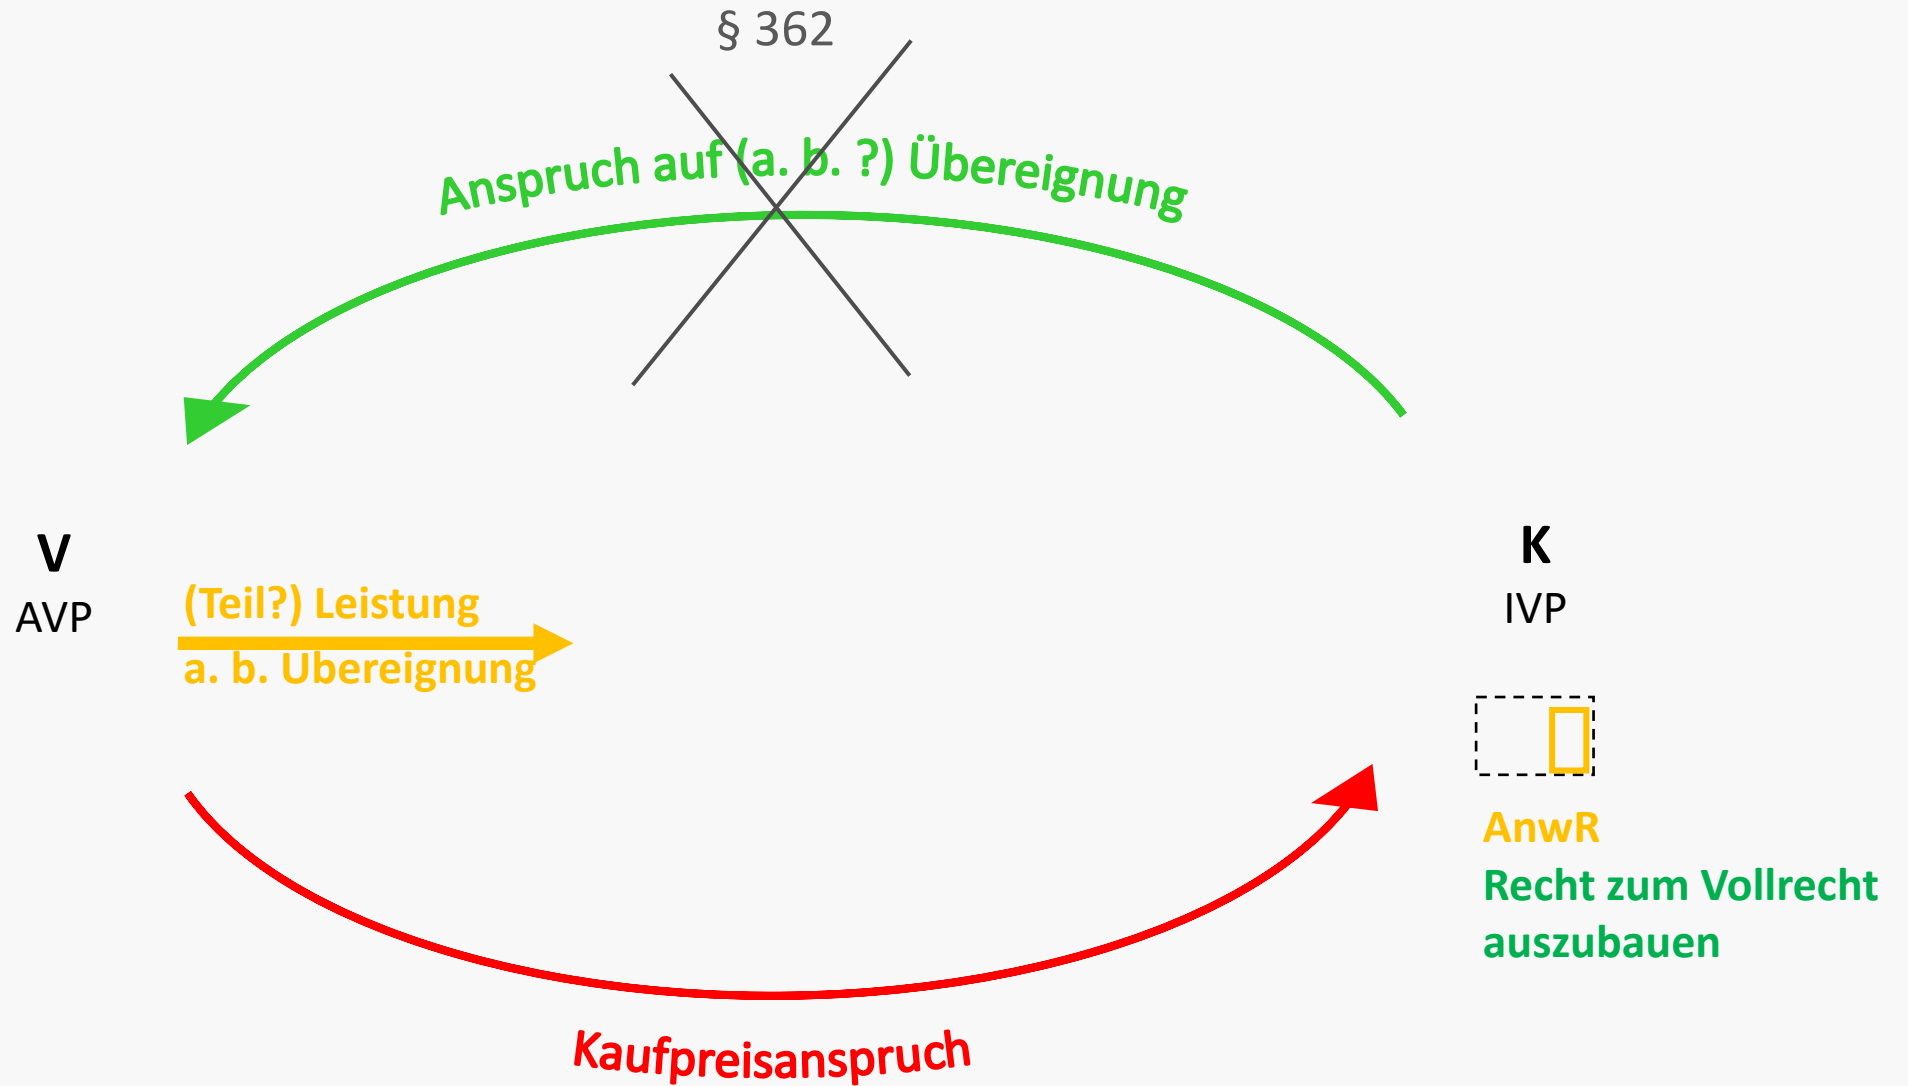 § 362
Anspruch auf (a. b. ?) Übereignung
V
AVP
K
IVP
(Teil?) Leistung
a. b. Übereignung
AnwR
Recht zum Vollrecht
auszubauen
Kaufpreisanspruch